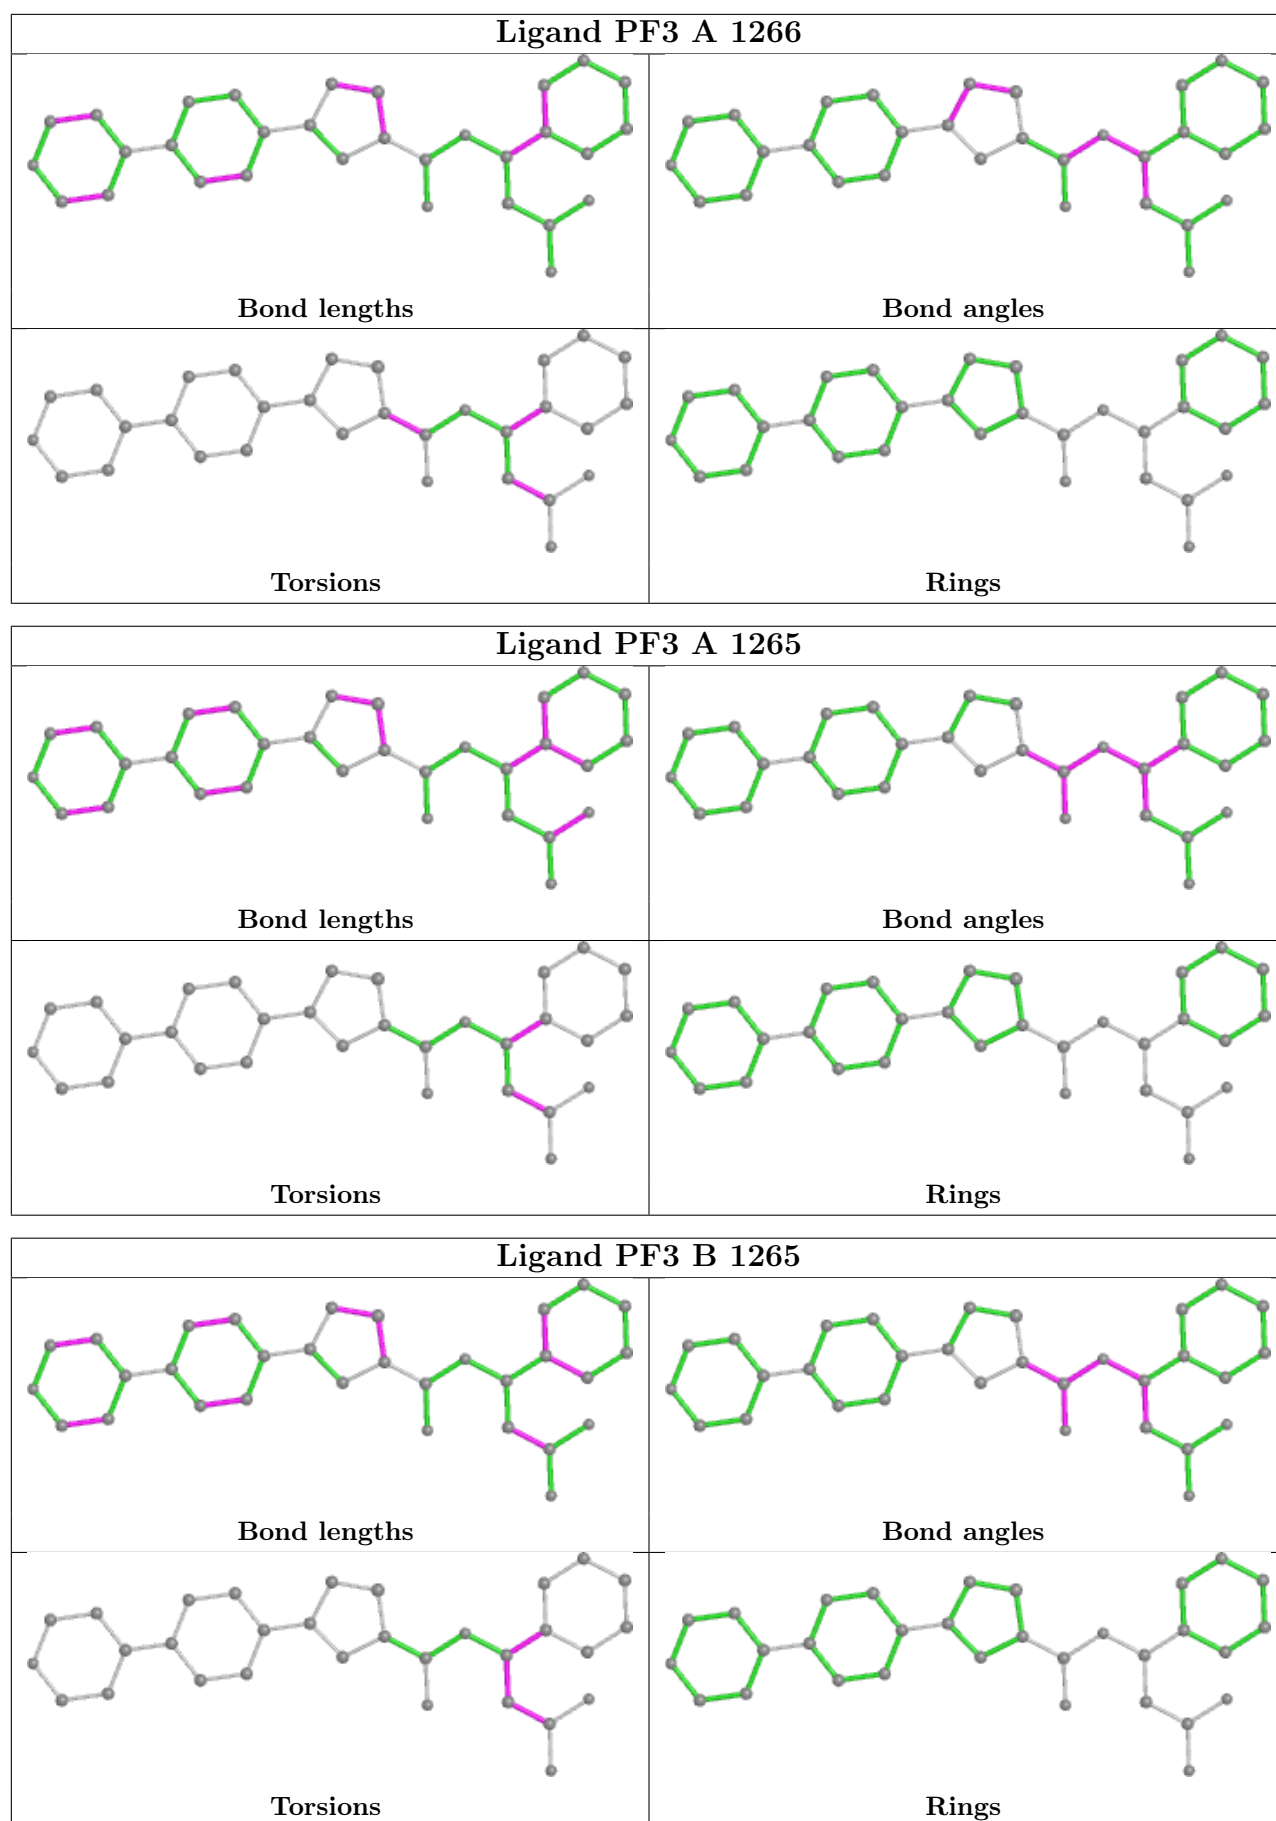 Ligand PF3 A 1266
Bond lengths
Bond angles
Torsions
Rings
Ligand PF3 A 1265
Bond lengths
Bond angles
Torsions
Rings
Ligand PF3 B 1265
Bond lengths
Bond angles
Torsions
Rings